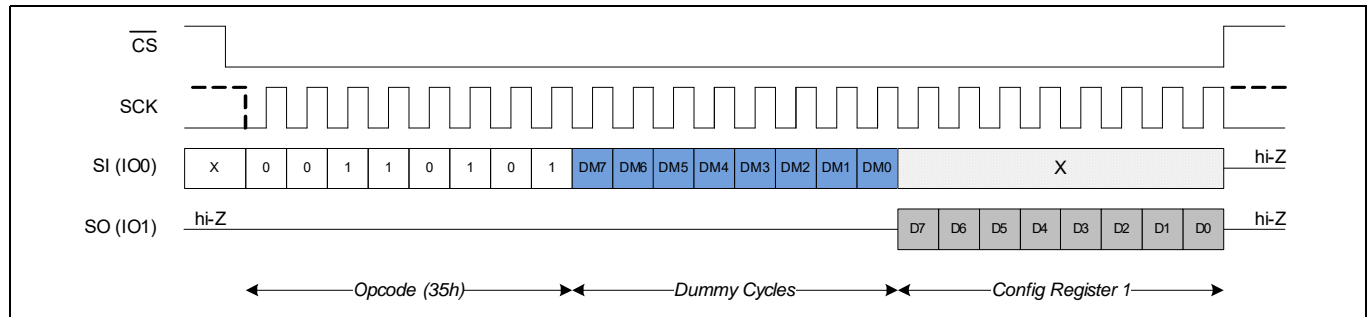 CS
SCK
SI (IO0) X 0 0 1 1 0 1 0 1 DM7 DM6 DM5 DM4 DM3 DM2 DM1 DM0 X hi-Z
SO (IO1) hi-Z D7 D6 D5 D4 D3 D2 D1 D0 hi-Z
Opcode (35h) Dummy Cycles Config Register 1